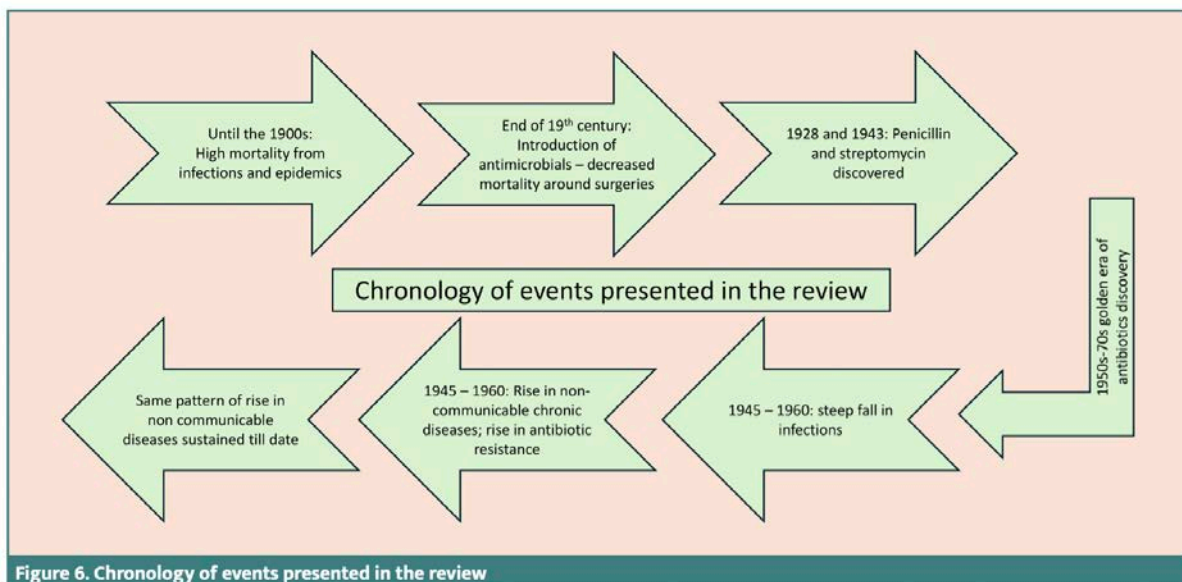 Until the 1900s:
High mortality from
infections and epidemics
End of 19th century:
Introduction of
antimicrobials – decreased
mortality around surgeries
1928 and 1943: Penicillin
and streptomycin
discovered
1950s-70s golden era of
antibiotics discovery
Chronology of events presented in the review
1945 – 1960: steep fall in
infections
1945 – 1960: Rise in non-
communicable chronic
diseases; rise in antibiotic
resistance
Same pattern of rise in
non communicable
diseases sustained till date
Figure 6. Chronology of events presented in the review